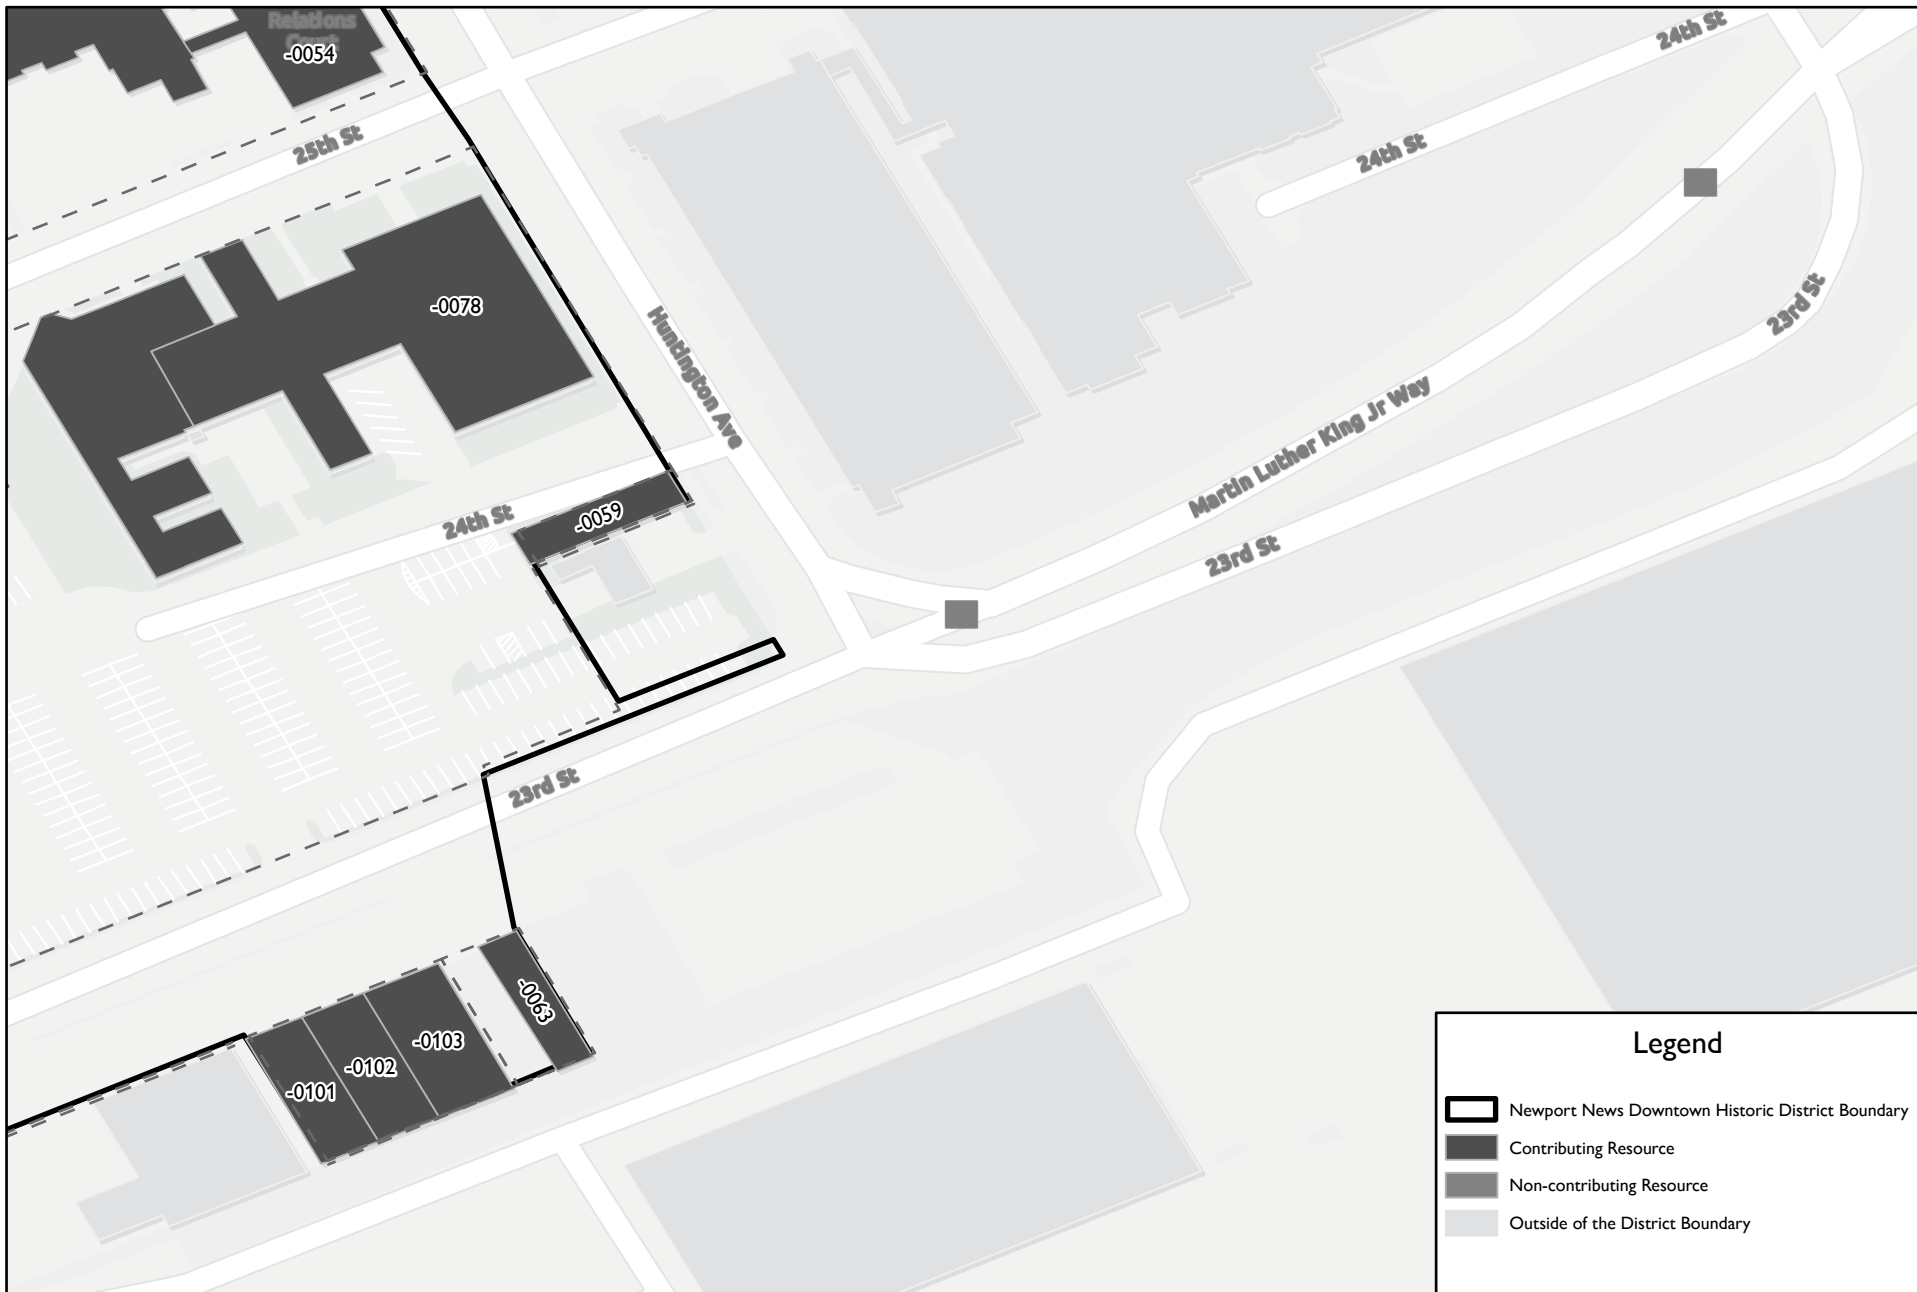 Relations
Court
-0054
24th St
25th St
24th St
-0078
23rd St
Huntington Ave
Martin Luther King Jr Way
24th St
-0059
23rd St
23rd St
-0063
-0103
-0102
-0101
Legend
Newport News Downtown Historic District Boundary
Contributing Resource
Non-contributing Resource
Outside of the District Boundary